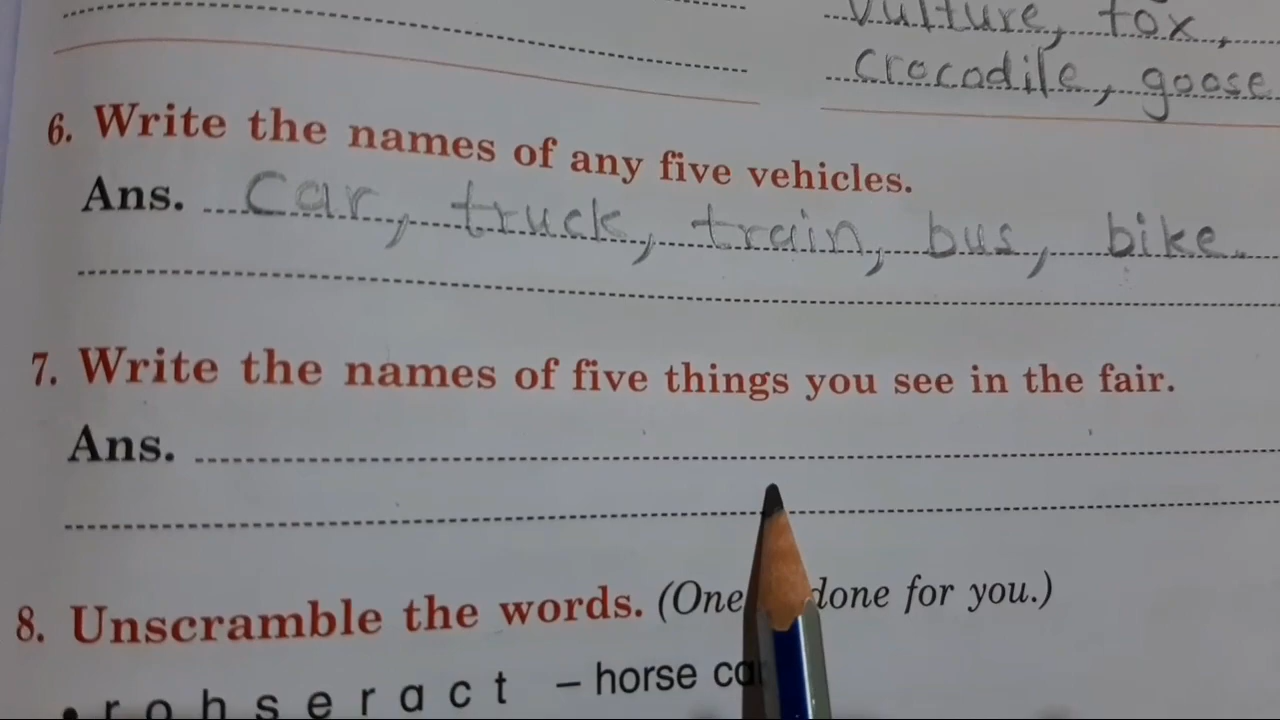 vulture, fox,
crocodile, goose
6. Write the names of any five vehicles.
Ans. Car, truck, train, bus, bike.
7. Write the names of five things you see in the fair.
Ans.
8. Unscramble the words. (One done for you.)
• r o h s e r a c t – horse